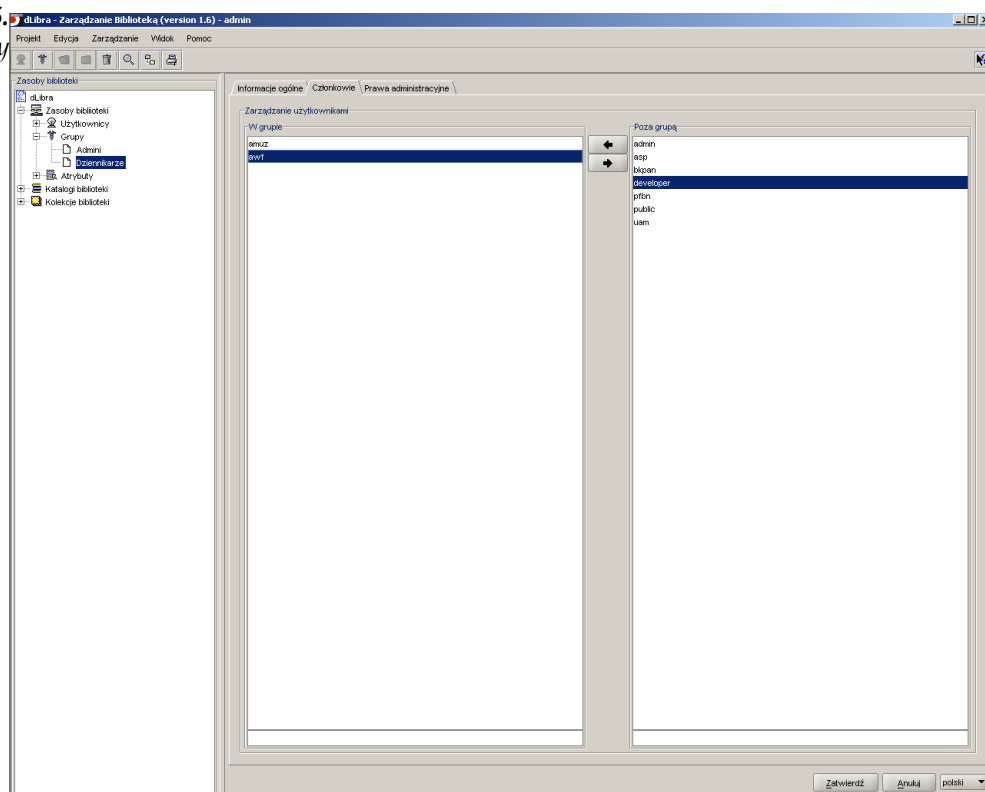 dLibra - Zarządzanie Biblioteką (version 1.6) - admin
Projekt Edycja Zarządzanie Widok Pomoc
Zasoby biblioteki
dLibra
Zasoby biblioteki
Użytkownicy
Grupy
Admini
Dziennikarze
Atrybuty
Katalogi biblioteki
Kolekcje biblioteki
Informacje ogólne Członkowie Prawa administracyjne
Zarządzanie użytkownikami
W grupie
amuz
awf
Poza grupą
admin
asp
bkpan
developer
pfbn
public
uam
Zatwierdź Anuluj polski